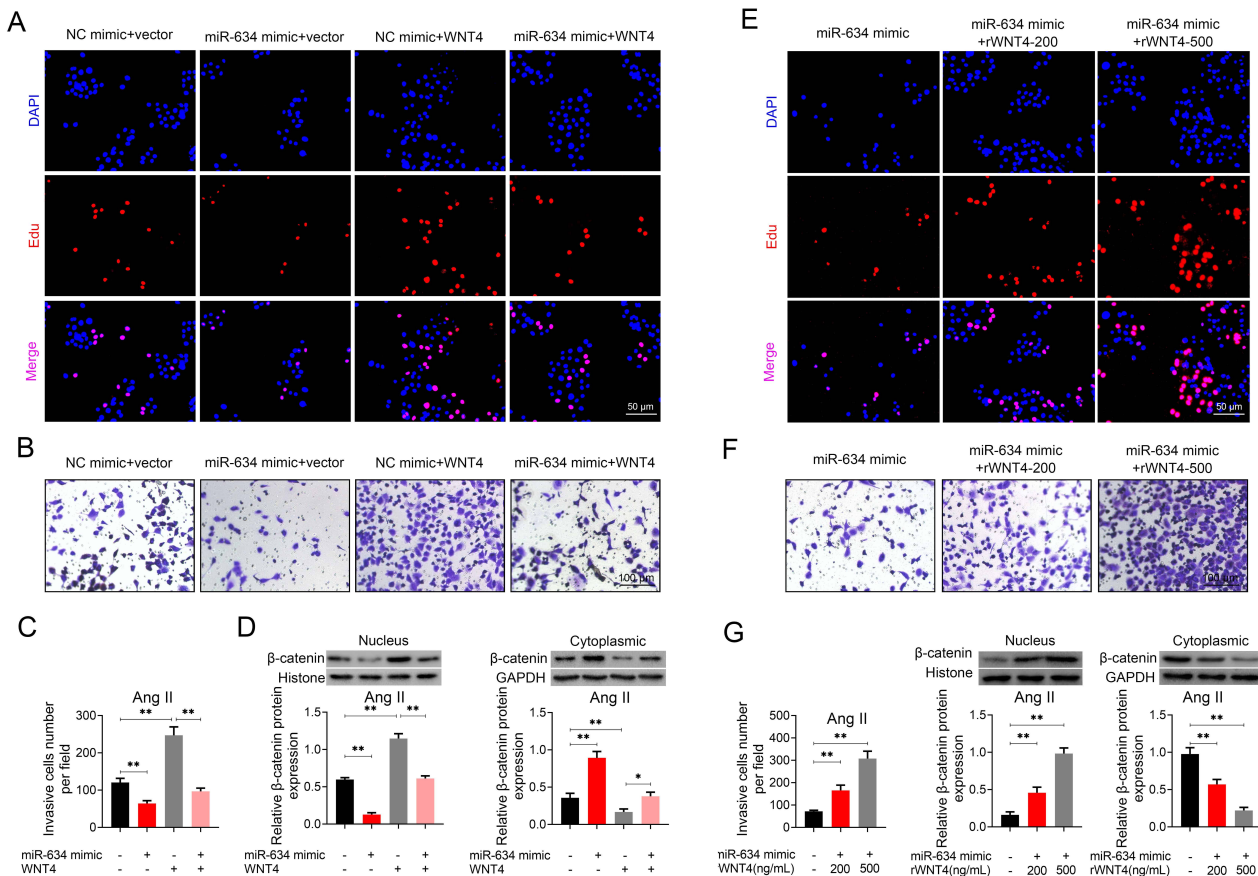 A
NC mimic+vector
miR-634 mimic+vector
NC mimic+WNT4
miR-634 mimic+WNT4
DAPI
Edu
Merge
50 μm
B
NC mimic+vector
miR-634 mimic+vector
NC mimic+WNT4
miR-634 mimic+WNT4
100 μm
C
Ang II
Invasive cells number
per field
300
200
100
0
**
**
**
miR-634 mimic - + - +
WNT4 - - + +
D
Nucleus
β-catenin
Histone
Ang II
Relative β-catenin protein
expression
1.5
1.0
0.5
0.0
**
**
**
miR-634 mimic - + - +
WNT4 - - + +
Cytoplasmic
β-catenin
GAPDH
Ang II
Relative β-catenin protein
expression
1.5
1.0
0.5
0.0
**
**
*
miR-634 mimic - + - +
WNT4 - - + +
E
miR-634 mimic
miR-634 mimic
+rWNT4-200
miR-634 mimic
+rWNT4-500
DAPI
Edu
Merge
50 μm
F
miR-634 mimic
miR-634 mimic
+rWNT4-200
miR-634 mimic
+rWNT4-500
100 μm
G
Ang II
Invasive cells number
per field
400
300
200
100
0
**
**
miR-634 mimic - + +
WNT4(ng/mL) - 200 500
Nucleus
β-catenin
Histone
Ang II
Relative β-catenin protein
expression
1.5
1.0
0.5
0.0
**
**
miR-634 mimic - + +
rWNT4(ng/mL) - 200 500
Cytoplasmic
β-catenin
GAPDH
Ang II
Relative β-catenin protein
expression
1.5
1.0
0.5
0.0
**
**
miR-634 mimic - + +
rWNT4(ng/mL) - 200 500